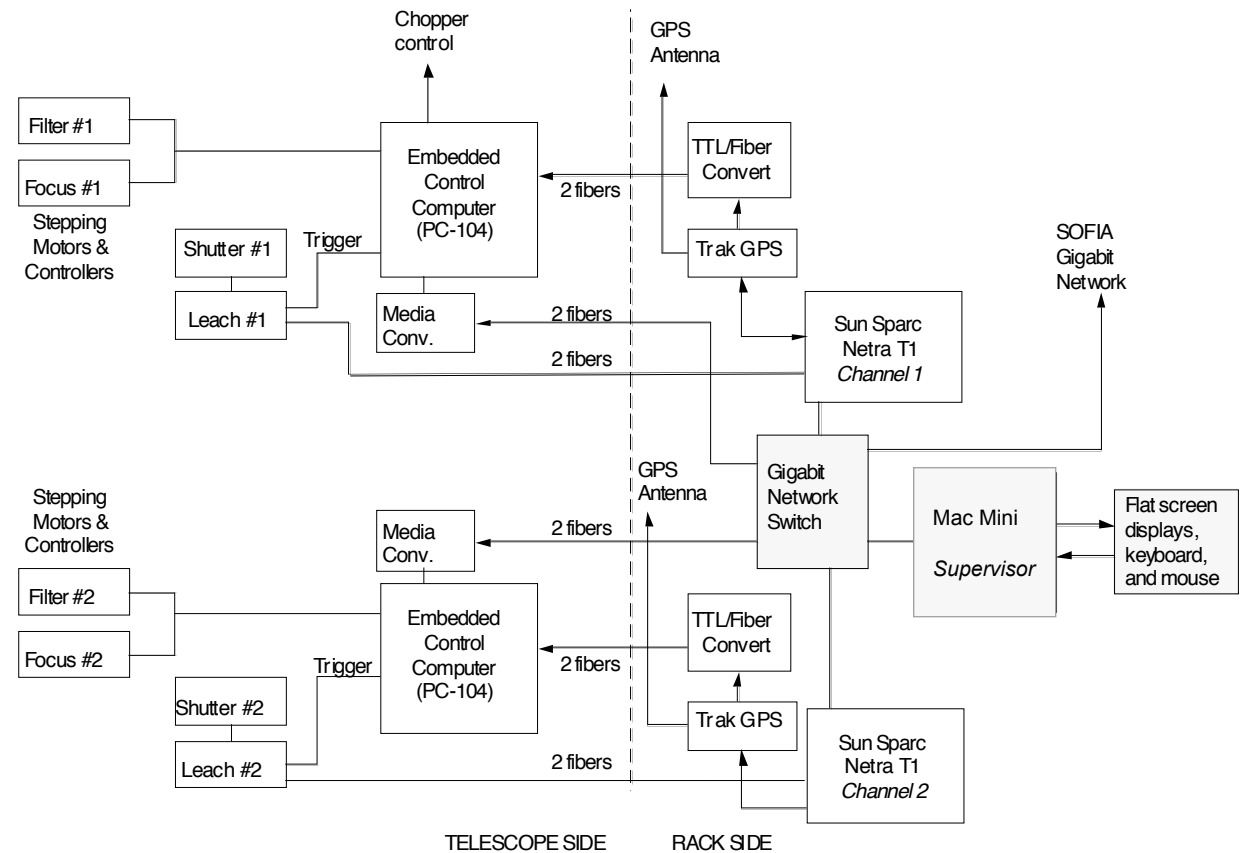 Chopper
control
GPS
Antenna
Filter #1
Focus #1
Stepping
Motors &
Controllers
Embedded
Control
Computer
(PC-104)
TTL/Fiber
Convert
2 fibers
Shutter #1
Trigger
Trak GPS
SOFIA
Gigabit
Network
Leach #1
Media
Conv.
2 fibers
2 fibers
Sun Sparc
Netra T1
Channel 1
GPS
Antenna
Gigabit
Network
Switch
Mac Mini
Supervisor
Flat screen
displays,
keyboard,
and mouse
Stepping
Motors &
Controllers
Media
Conv.
2 fibers
Filter #2
Focus #2
Embedded
Control
Computer
(PC-104)
TTL/Fiber
Convert
2 fibers
Trigger
Shutter #2
Trak GPS
Leach #2
2 fibers
Sun Sparc
Netra T1
Channel 2
TELESCOPE SIDE
RACK SIDE